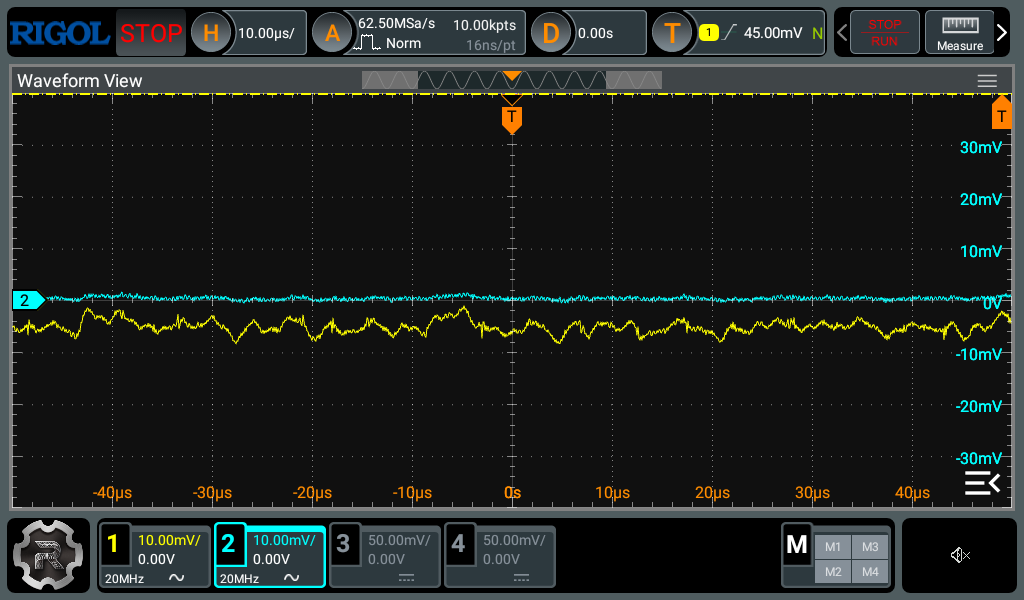 RIGOL STOP H 10.00μs/ A 62.50MSa/s 10.00kpts D 0.00s T 1 45.00mV N STOP
Norm 16ns/pt RUN Measure
Waveform View
T T
30mV
20mV
10mV
2 0V
-10mV
-20mV
-30mV
-40μs -30μs -20μs -10μs 0s 10μs 20μs 30μs 40μs
1 10.00mV/ 2 10.00mV/ 3 50.00mV/ 4 50.00mV/ M M1 M3
0.00V 0.00V 0.00V 0.00V
20MHz 20MHz M2 M4